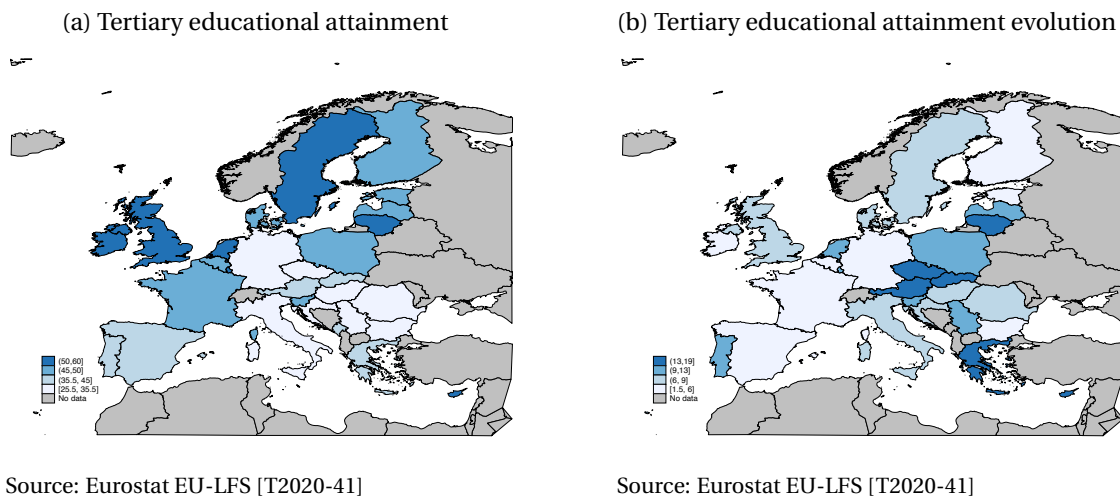 (a) Tertiary educational attainment
(50,60]
(45,50]
(35.5, 45]
[25.5, 35.5]
No data
Source: Eurostat EU-LFS [T2020-41]
(b) Tertiary educational attainment evolution
(13,19]
(9,13]
(6, 9]
[1.5, 6]
No data
Source: Eurostat EU-LFS [T2020-41]